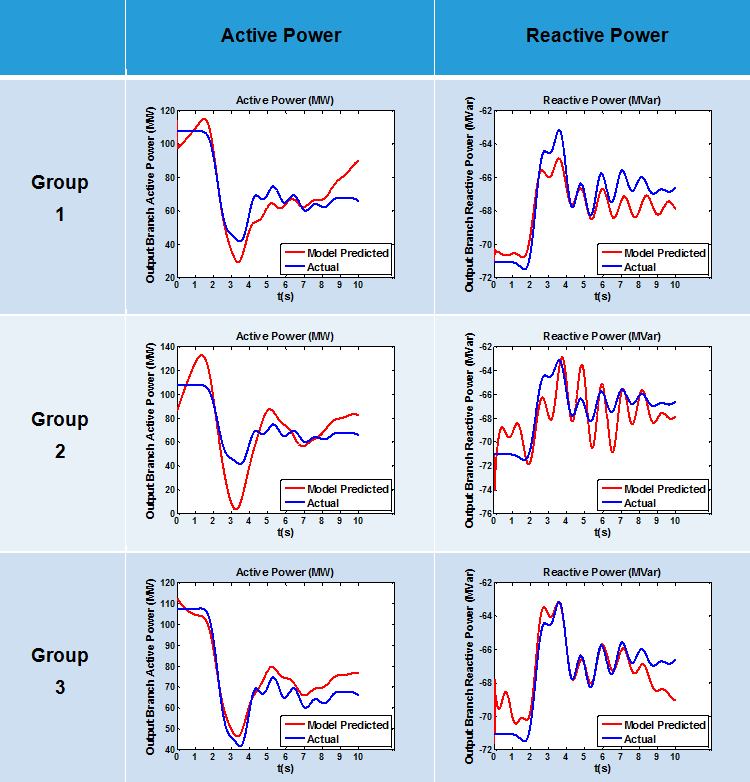 Active Power Reactive Power
Group 1
Active Power (MW)
Output Branch Active Power (MW)
120
100
80
60
40
20
0 1 2 3 4 5 6 7 8 9 10
t(s)
Model Predicted
Actual
Reactive Power (MVar)
Output Branch Reactive Power (MVar)
-62
-64
-66
-68
-70
-72
0 1 2 3 4 5 6 7 8 9 10
t(s)
Model Predicted
Actual
Group 2
Active Power (MW)
Output Branch Active Power (MW)
140
120
100
80
60
40
20
0
0 1 2 3 4 5 6 7 8 9 10
t(s)
Model Predicted
Actual
Reactive Power (MVar)
Output Branch Reactive Power (MVar)
-62
-64
-66
-68
-70
-72
-74
-76
0 1 2 3 4 5 6 7 8 9 10
t(s)
Model Predicted
Actual
Group 3
Active Power (MW)
Output Branch Active Power (MW)
120
110
100
90
80
70
60
50
40
0 1 2 3 4 5 6 7 8 9 10
t(s)
Model Predicted
Actual
Reactive Power (MVar)
Output Branch Reactive Power (MVar)
-62
-64
-66
-68
-70
-72
0 1 2 3 4 5 6 7 8 9 10
t(s)
Model Predicted
Actual